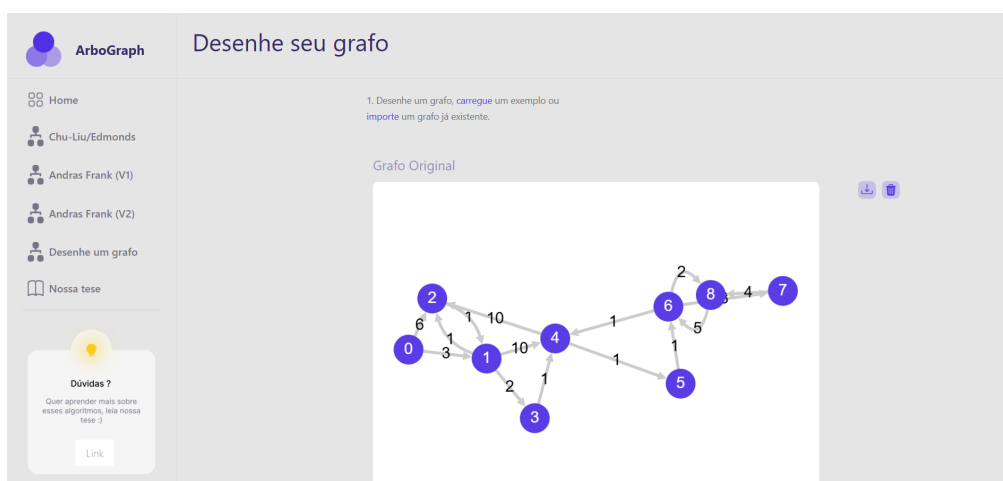 ArboGraph
Desenhe seu grafo
Home
Chu-Liu/Edmonds
Andras Frank (V1)
Andras Frank (V2)
Desenhe um grafo
Nossa tese
Dúvidas ?
Quer aprender mais sobre
esses algoritmos, leia nossa
tese :)
Link
1. Desenhe um grafo, carregue um exemplo ou
importe um grafo já existente.
Grafo Original
2
2
6
8
4
7
6
1
10
1
5
0
3
1
1
10
4
1
1
2
1
5
3